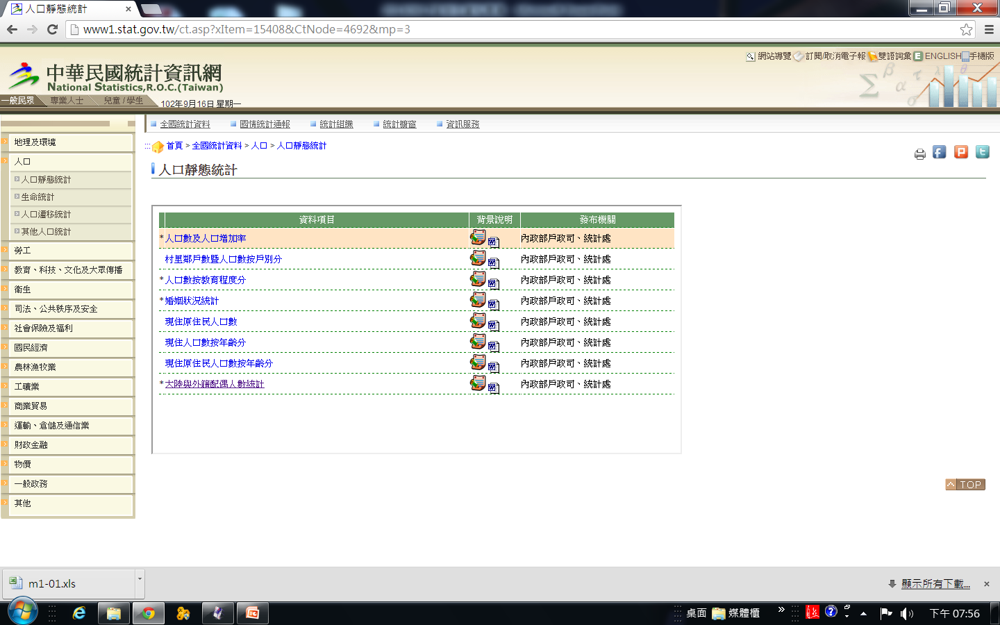 人口靜態統計
www1.stat.gov.tw/ct.asp?xItem=15408&CtNode=4692&mp=3
網站導覽 訂閱/取消電子報 雙語詞彙 E ENGLISH 手機版
中華民國統計資訊網
National Statistics,R.O.C.(Taiwan)
一般民眾 專業人士 兒童 / 學生 102年9月16日 星期一
全國統計資料 國情統計通報 統計組織 統計櫥窗 資訊服務
::: 首頁 > 全國統計資料 > 人口 > 人口靜態統計
人口靜態統計
地理及環境
人口
人口靜態統計
生命統計
人口遷移統計
其他人口統計
勞工
教育、科技、文化及大眾傳播
衛生
司法、公共秩序及安全
社會保險及福利
國民經濟
農林漁牧業
工礦業
商業貿易
運輸、倉儲及通信業
財政金融
物價
一般政務
其他
資料項目 背景說明 發布機關
*人口數及人口增加率 內政部戶政司、統計處
村里鄰戶數暨人口數按戶別分 內政部戶政司、統計處
*人口數按教育程度分 內政部戶政司、統計處
*婚姻狀況統計 內政部戶政司、統計處
現住原住民人口數 內政部戶政司、統計處
現住人口數按年齡分 內政部戶政司、統計處
現住原住民人口數按年齡分 內政部戶政司、統計處
*大陸與外籍配偶人數統計 內政部戶政司、統計處
TOP
m1-01.xls
顯示所有下載...
桌面 媒體櫃 下午 07:56